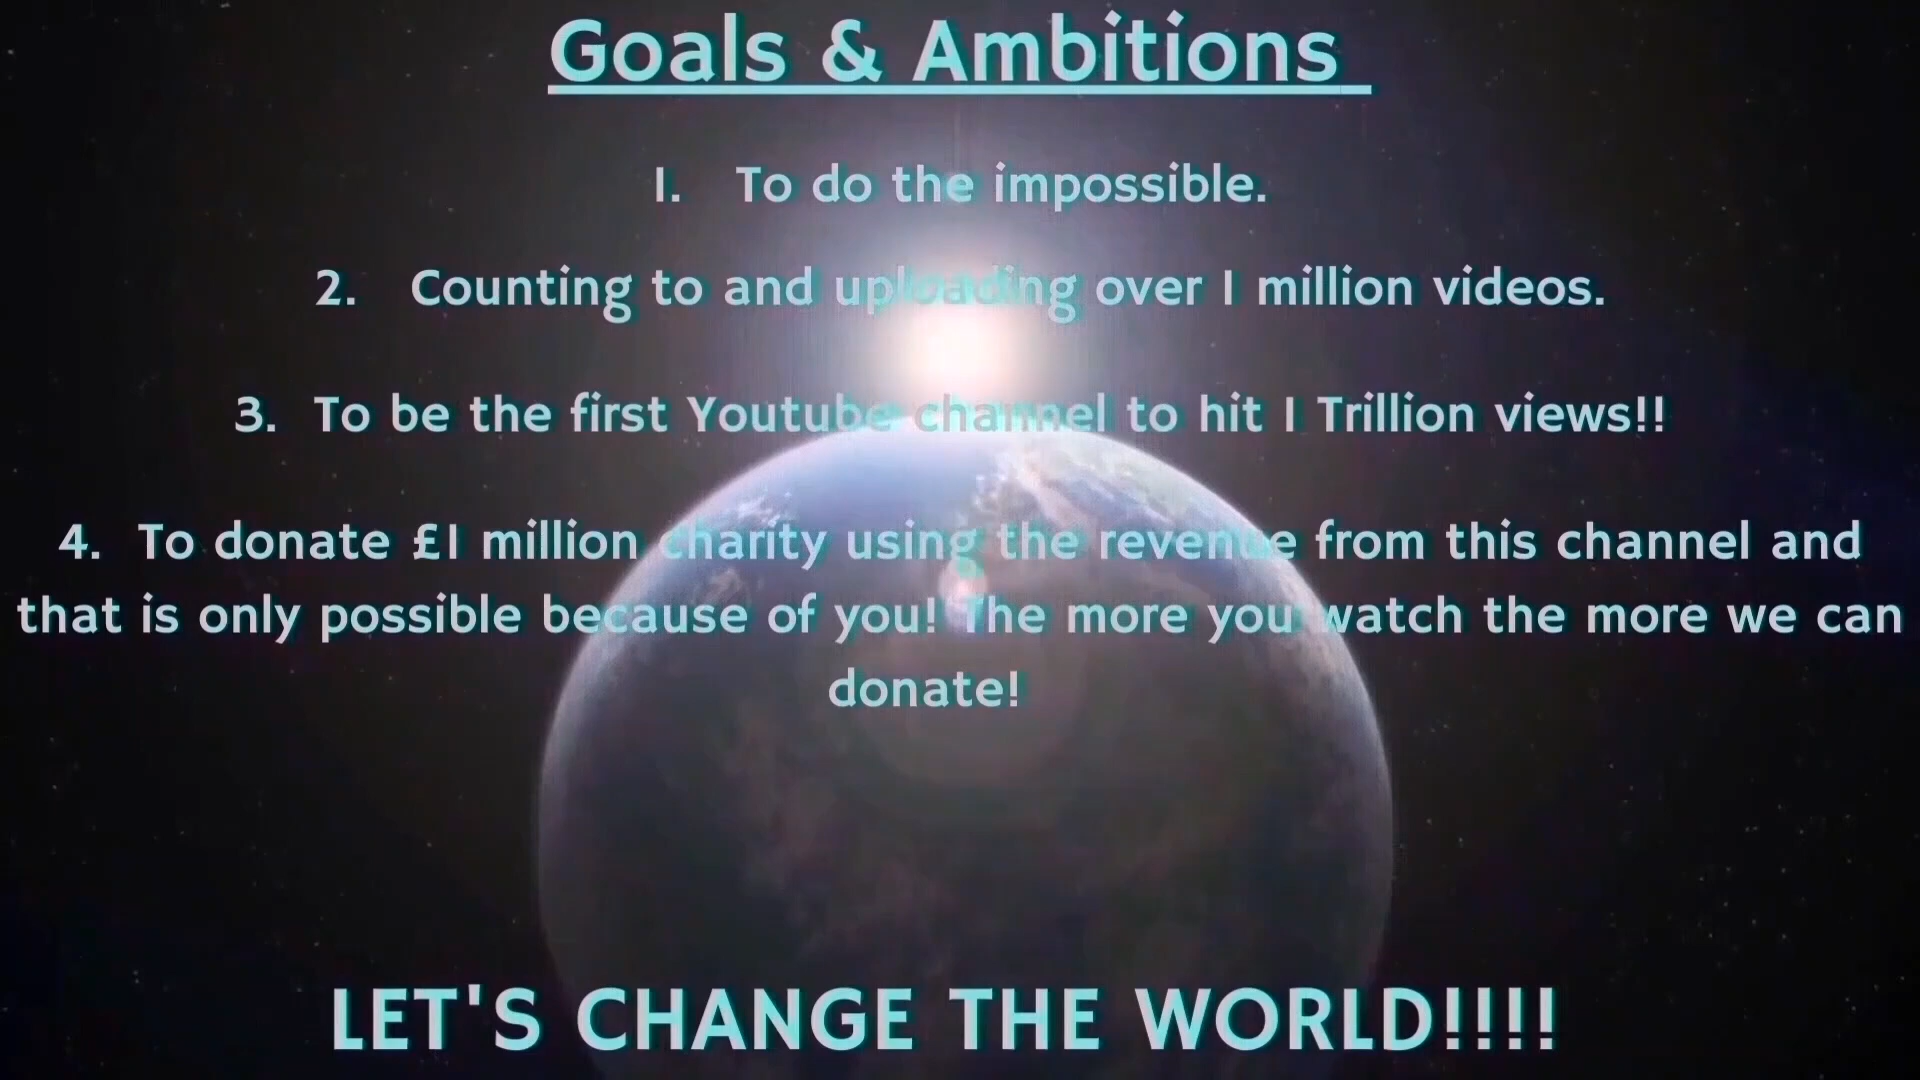 Goals & Ambitions
1. To do the impossible.
2. Counting to and uploading over 1 million videos.
3. To be the first Youtube channel to hit 1 Trillion views!!
4. To donate £1 million charity using the revenue from this channel and
that is only possible because of you! The more you watch the more we can
donate!
LET'S CHANGE THE WORLD!!!!